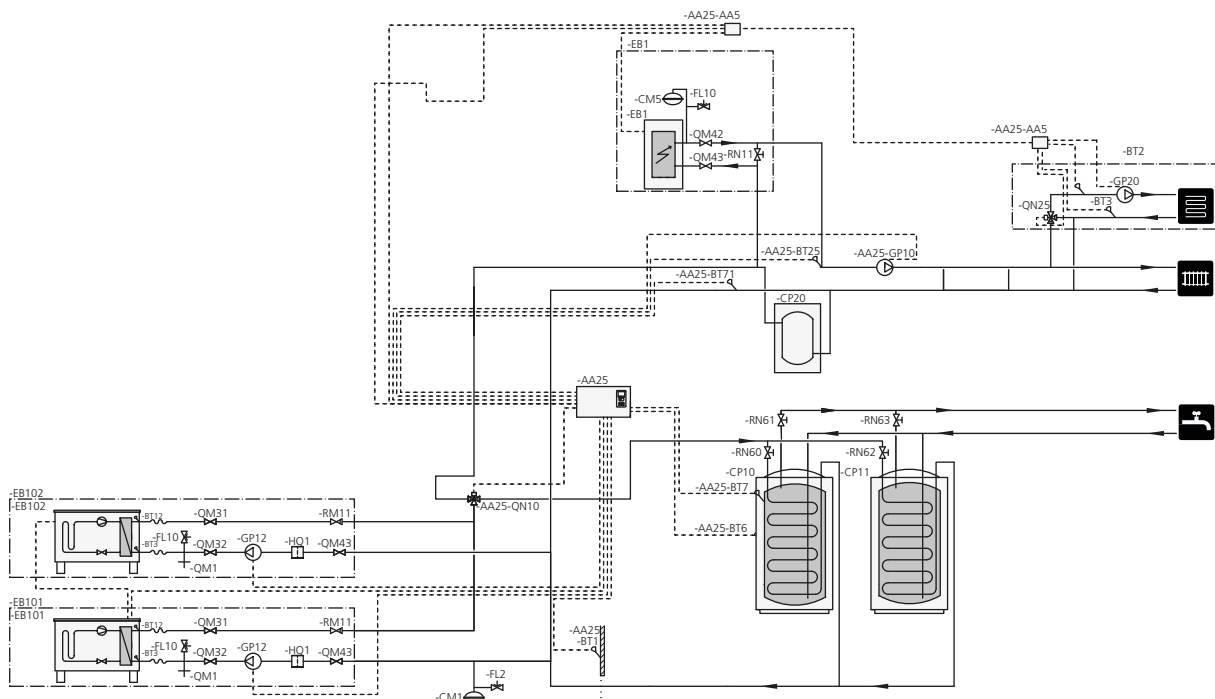 -AA25-AA5
-EB1
-FL10
-CM5
-EB1
-QM42
-RN11
-QM43
-AA25-AA5
-BT2
-GP20
-BT3
-QN25
-AA25-BT25
-AA25-GP10
-AA25-BT71
-CP20
-AA25
-RN61
-RN63
-RN60
-RN62
-CP10
-CP11
-AA25-BT7
-AA25-QN10
-AA25-BT6
-EB102
-EB102
-BT12
-QM31
-RM11
-FL10
-BT3
-QM32
-GP12
-HQ1
-QM43
-QM1
-EB101
-EB101
-BT12
-QM31
-RM11
-FL10
-BT3
-QM32
-GP12
-HQ1
-QM43
-QM1
-AA25
-BT1
-FL2
-CM1